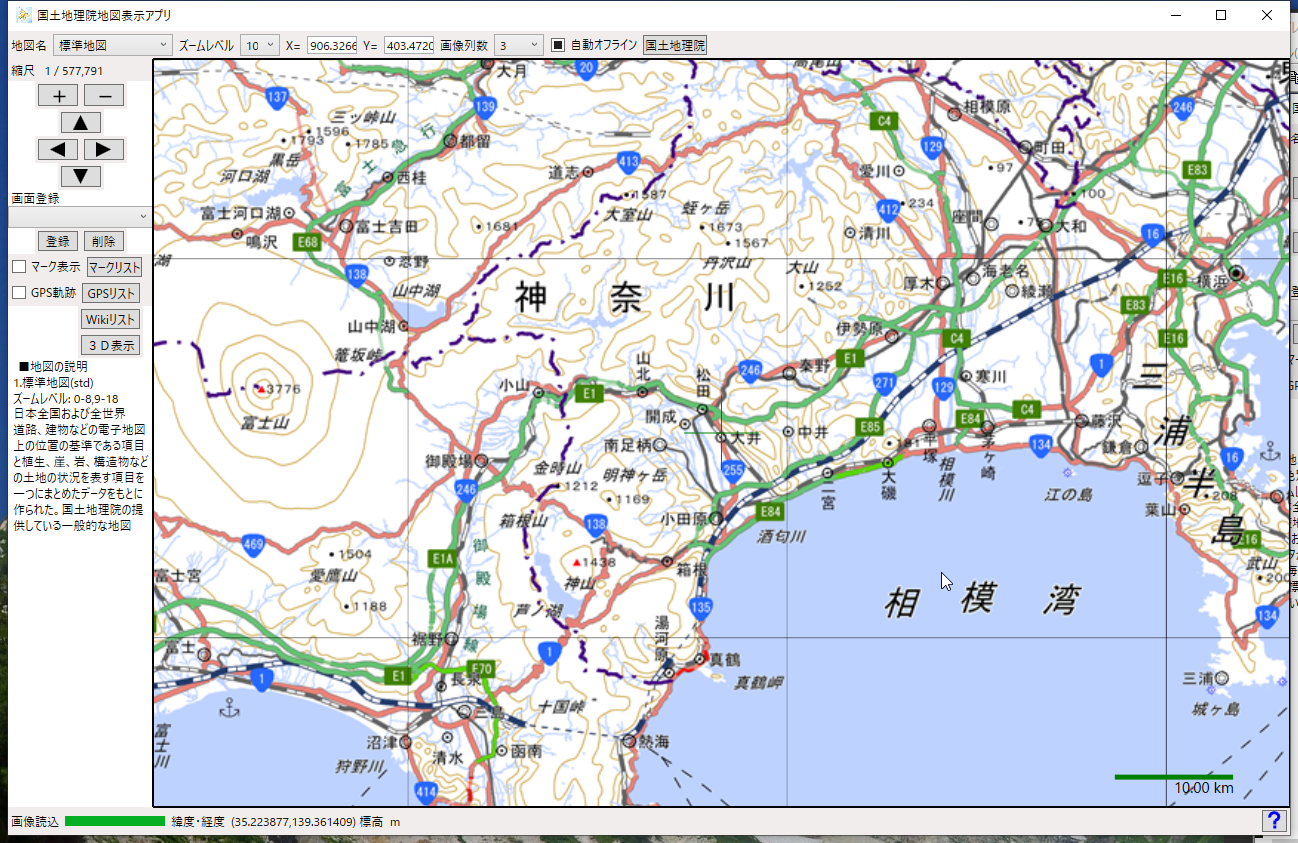 国土地理院地図表示アプリ
地図名 標準地図 ズームレベル 10 X= 906.3266 Y= 403.4720 画像列数 3 自動オフライン 国土地理院
縮尺 1 / 577,791
+ −
画面登録
登録 削除
マーク表示 マークリスト
GPS軌跡 GPSリスト
Wikiリスト
３Ｄ表示
■地図の説明
1.標準地図(std)
ズームレベル: 0-8,9-18
日本全国および全世界
道路、建物などの電子地図
上の位置の基準である項目
と植生、崖、岩、構造物など
の土地の状況を表す項目を
一つにまとめたデータをもとに
作られた。国土地理院の提
供している一般的な地図
大月
20
高尾山
137
139
相模原
246
三ッ峠山
1596
1793
1785
富士急行
都留
C4
129
町田
黒岳
河口湖
西桂
道志
413
愛川
97
E83
1587
100
富士河口湖
大室山
蛭ヶ岳
412
234
座間
大和
富士吉田
1681
1673
1567
清川
16
鳴沢
E68
忍野
丹沢山
大山
湖
138
山中湖
1252
厚木
海老名
綾瀬
E16
横浜
神奈川
E83
山中湖
伊勢原
C4
E16
籠坂峠
山北
246
秦野
E1
1
三浦半島
3776
小山
E1
松田
271
129
寒川
富士山
開成
E85
E84
C4
藤沢
南足柄
大井
中井
181
平塚
茅ヶ崎
134
鎌倉
御殿場
金時山
明神ヶ岳
255
二宮
大磯
相模川
16
逗子
246
1212
1169
江の島
208
箱根山
138
小田原
E84
葉山
469
酒匂川
E16
1504
E1A
御殿場線
1438
箱根
武山
200
富士宮
愛鷹山
神山
相模湾
1188
芦ノ湖
135
134
裾野
湯河原
富士
1
真鶴
E1
E70
長泉
真鶴岬
三浦
1
三島
十国峠
城ヶ島
富士川
沼津
清水
函南
熱海
狩野川
414
10.00 km
画像読込 緯度・経度 (35.223877,139.361409) 標高 m
?